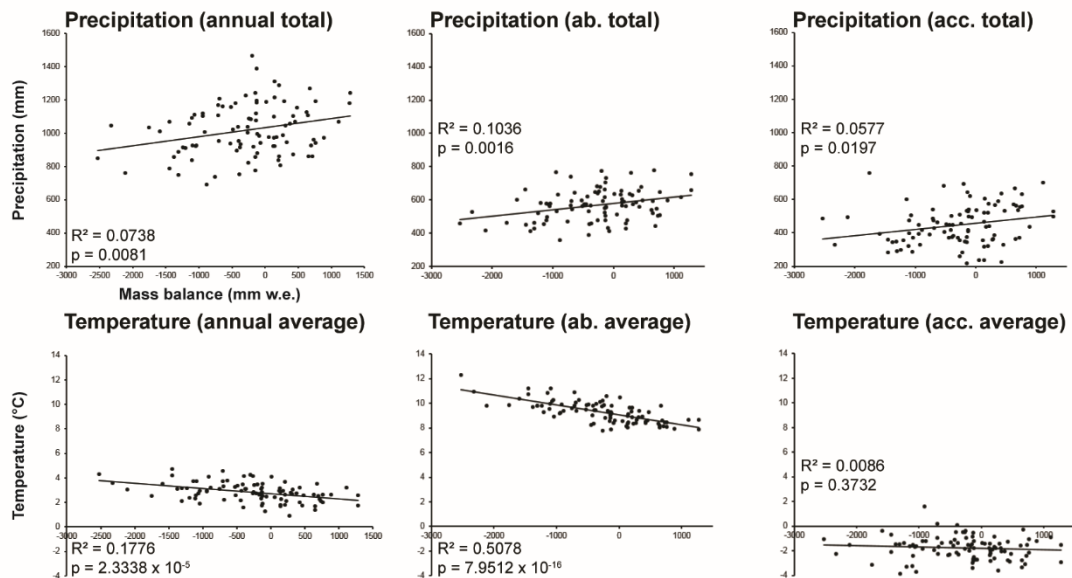 Precipitation (annual total)
Precipitation (mm)
1600
1400
1200
1000
800
600
400
200
R² = 0.0738
p = 0.0081
-3000 -2500 -2000 -1500 -1000 -500 0 500 1000 1500
Mass balance (mm w.e.)
Precipitation (ab. total)
1600
1400
1200
1000
800
600
400
200
R² = 0.1036
p = 0.0016
-3000 -2000 -1000 0 1000
Precipitation (acc. total)
1600
1400
1200
1000
800
600
400
200
R² = 0.0577
p = 0.0197
-3000 -2000 -1000 0 1000
Temperature (annual average)
Temperature (°C)
14
12
10
8
6
4
2
0
-2
-4
-3000 -2500 -2000 -1500 -1000 -500 0 500 1000 1500
R² = 0.1776
p = 2.3338 x 10⁻⁵
Temperature (ab. average)
14
12
10
8
6
4
2
0
-2
-4
-3000 -2000 -1000 0 1000
R² = 0.5078
p = 7.9512 x 10⁻¹⁶
Temperature (acc. average)
14
12
10
8
6
4
2
0
-2
-4
R² = 0.0086
p = 0.3732
-3000 -2000 -1000 0 1000